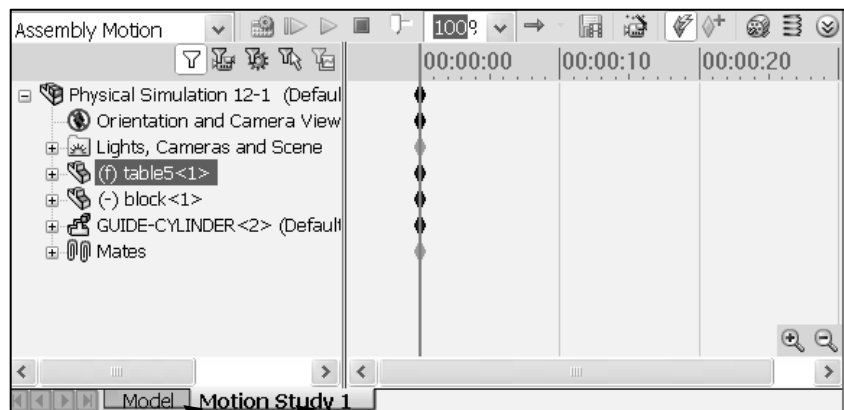 Assembly Motion 100%
00:00:00 00:00:10 00:00:20
Physical Simulation 12-1 (Defaul
Orientation and Camera View
Lights, Cameras and Scene
(f) table5<1>
(-) block<1>
GUIDE-CYLINDER<2> (Default
Mates
Model Motion Study 1